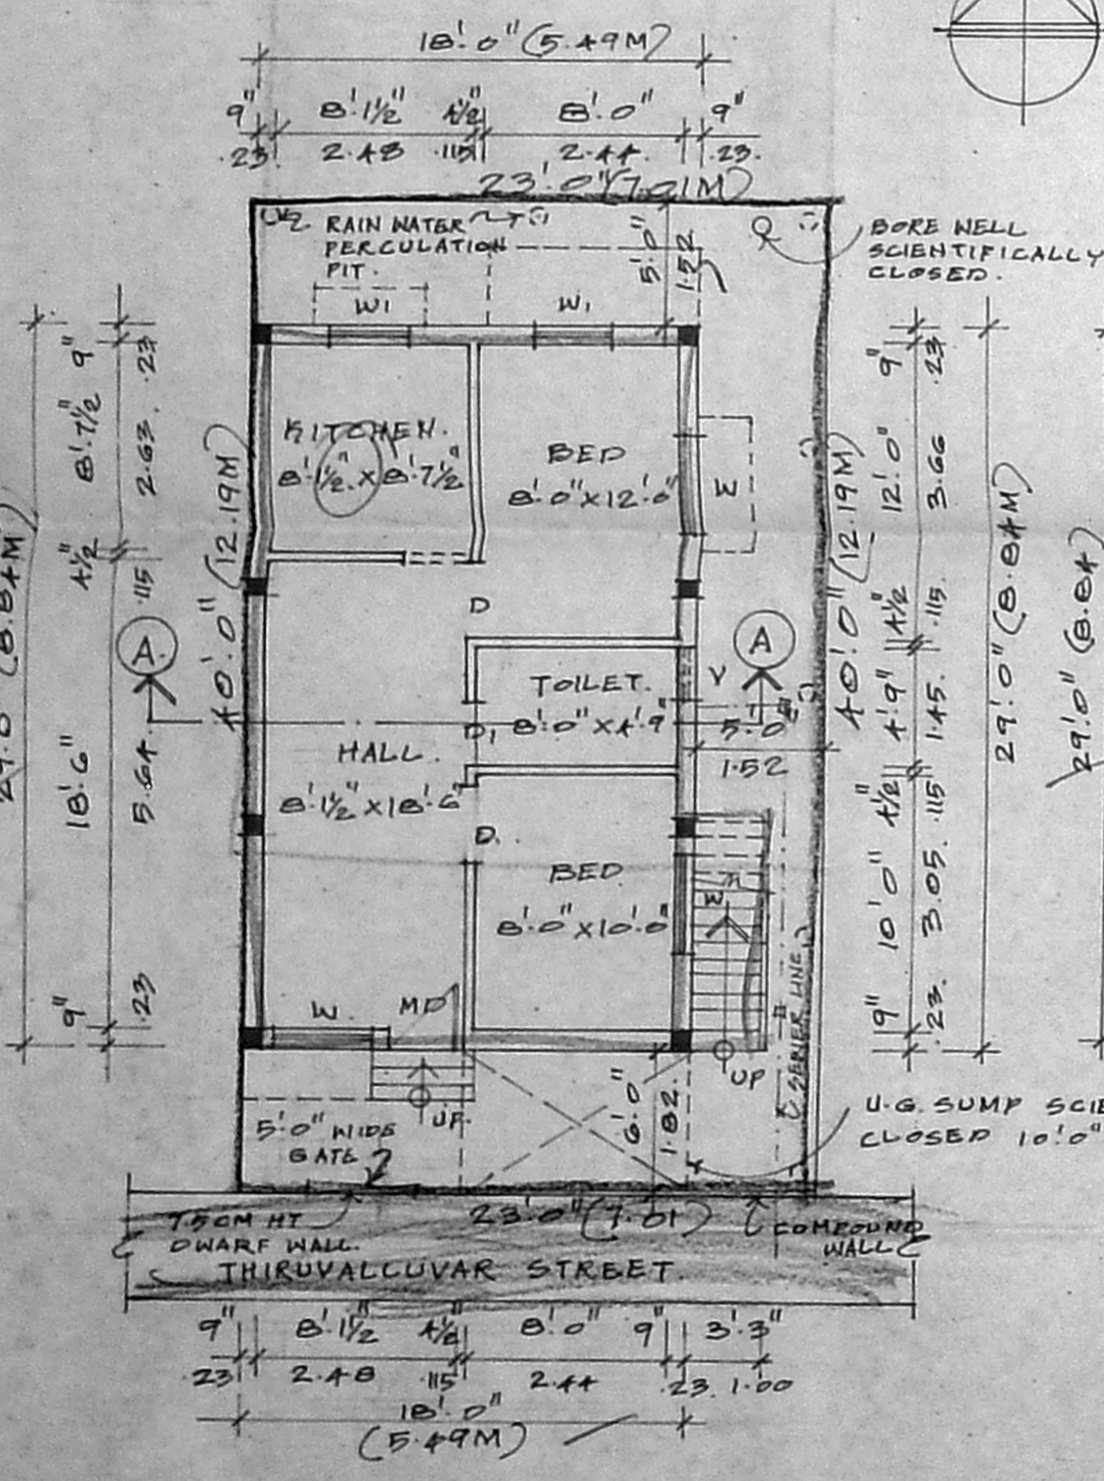 18'-0" (5.49M)
9" 8'-1½" 4½" 8'-0" 9"
.23 2.48 .115 2.44. .23.
23'-0" (7.01M)
RAIN WATER
PERCULATION
PIT.
5'-0"
1.52
BORE WELL
SCIENTIFICALLY
CLOSED.
W1 W1
KITCHEN.
8'-1½" x 8'-7½"
BED
8'-0" x 12'-0"
W
9" 8'-7½" 4½" 18'-6" 9"
.23 2.63. .115 5.64. .23
40'-0" (12.19M)
40'-0" (12.19M)
9" 12'-0" 4½" 4'-9" 4½" 10'-0" 9"
.23 3.66 .115. 1.45. .115 3.05. .23.
29'-0" (8.84M)
29'-0" (8.84)
D
A.
A
TOILET.
8'-0" x 4'-9"
V
D1
5'-0"
1.52
HALL.
8'-1½" x 18'-6"
D.
BED
8'-0" x 10'-0"
W
W. MD
UP
UP.
6'-0"
1.82.
5'-0" WIDE
GATE
U.G. SUMP SCIE
CLOSED 10'-0"
23'-0" (7.01)
75CM HT
DWARF WALL.
COMPOUND
WALL
THIRUVALLUVAR STREET.
9" 8'-1½" 4½" 8'-0" 9" 3'-3"
.23 2.48 .115 2.44 .23. 1.00
18'-0"
(5.49M)